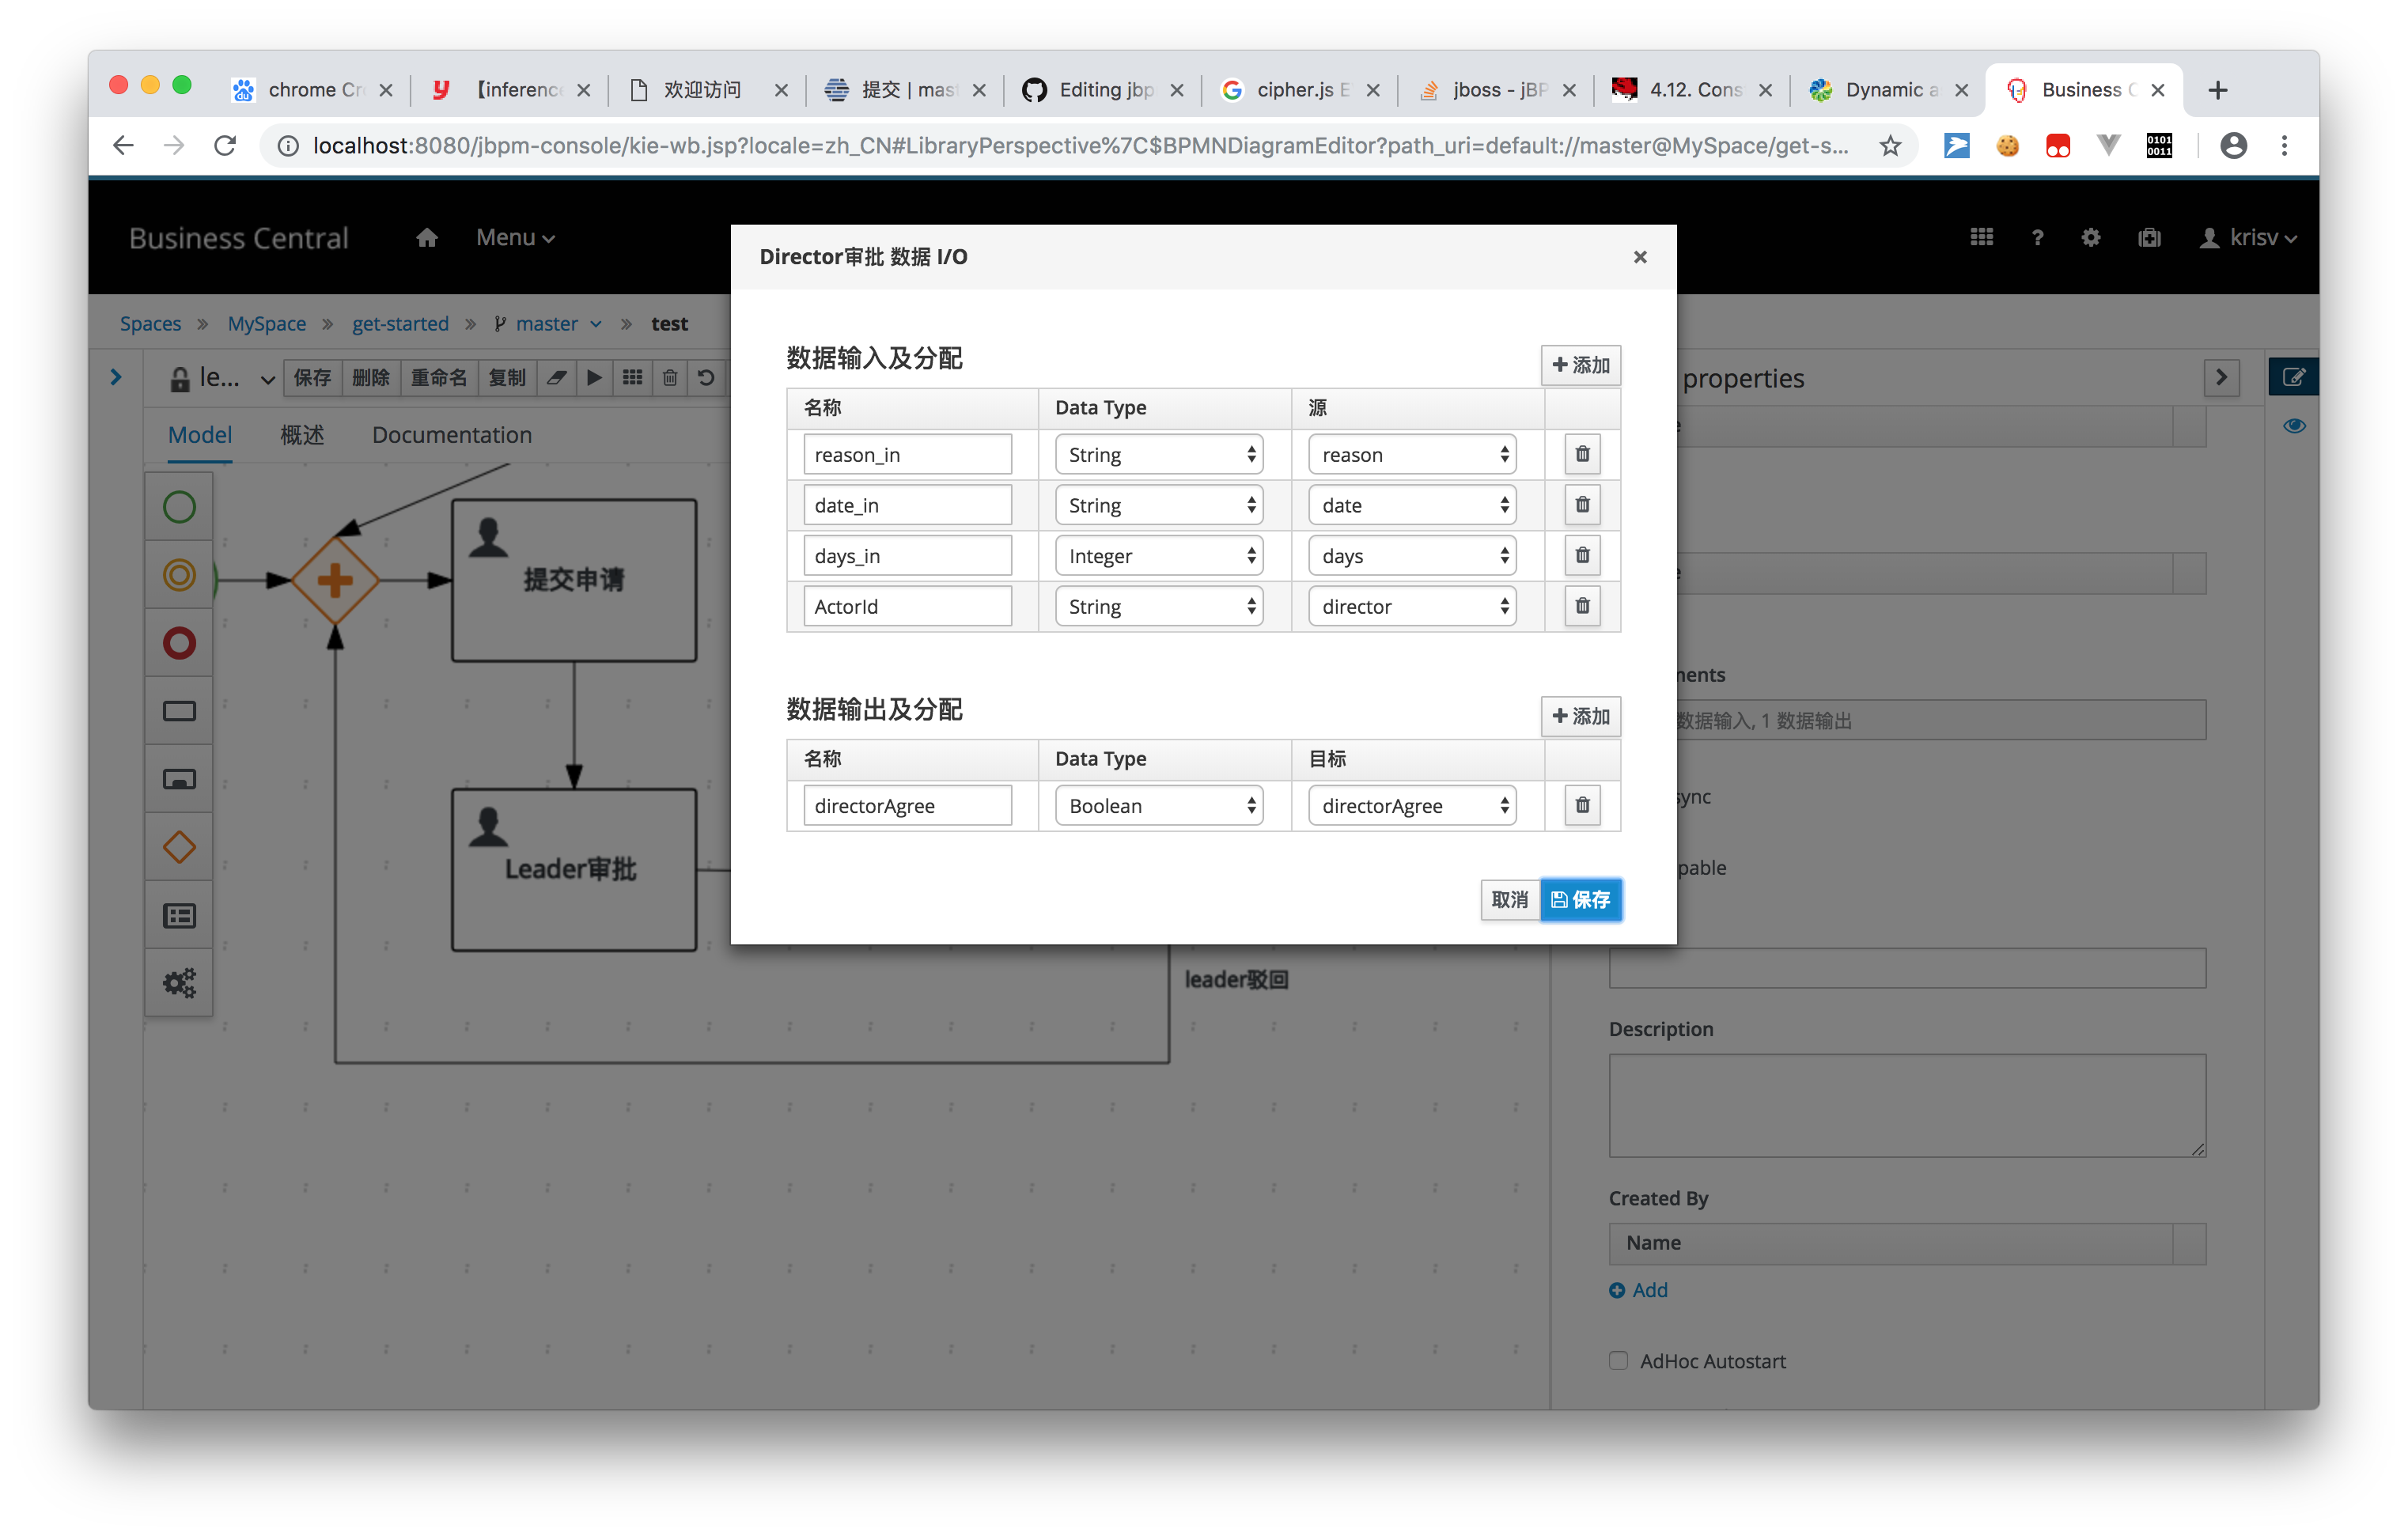 chrome Cr
【inference
欢迎访问
提交 | mast
Editing jbp
cipher.js E
jboss - jBP
4.12. Cons
Dynamic a
Business C
localhost:8080/jbpm-console/kie-wb.jsp?locale=zh_CN#LibraryPerspective%7C$BPMNDiagramEditor?path_uri=default://master@MySpace/get-s...
0101
0011
Business Central
Menu
krisv
Spaces » MySpace » get-started » master » test
le...
保存
删除
重命名
复制
properties
Model
概述
Documentation
提交申请
Leader审批
leader驳回
Director审批 数据 I/O
数据输入及分配
添加
名称 Data Type 源
reason_in String reason
date_in String date
days_in Integer days
ActorId String director
数据输出及分配
添加
名称 Data Type 目标
directorAgree Boolean directorAgree
取消
保存
nents
数据输入, 1 数据输出
sync
pable
Description
Created By
Name
Add
AdHoc Autostart